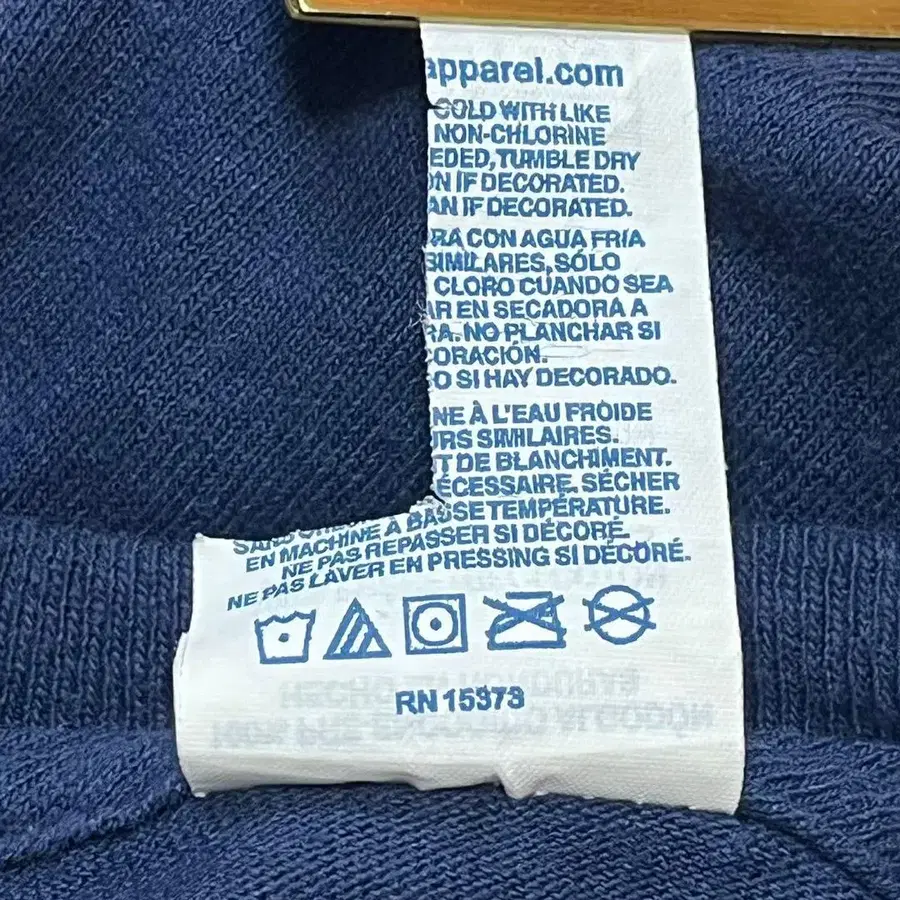 apparel.com
COLD WITH LIKE
NON-CHLORINE
EDED, TUMBLE DRY
N IF DECORATED.
AN IF DECORATED.
RA CON AGUA FRÍA
SIMILARES, SÓLO
CLORO CUANDO SEA
AR EN SECADORA A
RA. NO PLANCHAR SI
ORACIÓN.
O SI HAY DECORADO.
NE À L'EAU FROIDE
URS SIMILAIRES.
T DE BLANCHIMENT.
ÉCESSAIRE, SÉCHER
EN MACHINE À BASSE TEMPÉRATURE.
NE PAS REPASSER SI DÉCORÉ.
NE PAS LAVER EN PRESSING SI DÉCORÉ.
RN 15373